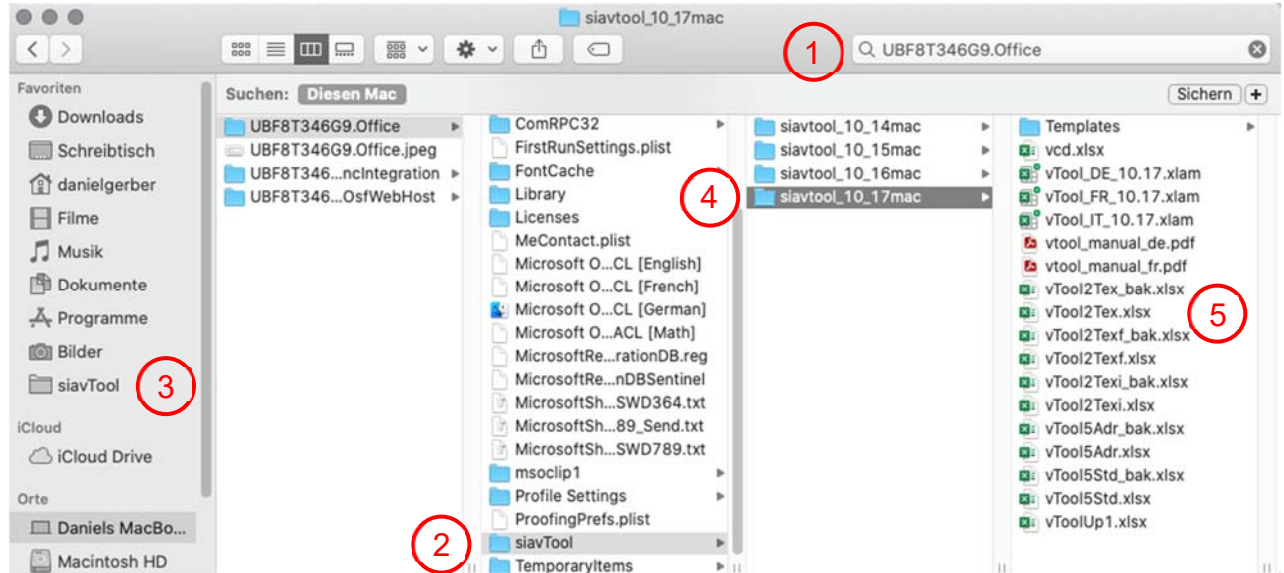 siavtool_10_17mac
1
UBF8T346G9.Office
Favoriten
Downloads
Schreibtisch
danielgerber
Filme
Musik
Dokumente
Programme
Bilder
siavTool
3
iCloud
iCloud Drive
Orte
Daniels MacBo...
Macintosh HD
Suchen: Diesen Mac
Sichern +
UBF8T346G9.Office
UBF8T346G9.Office.jpeg
UBF8T346...ncIntegration
UBF8T346...OsfWebHost
2
ComRPC32
FirstRunSettings.plist
FontCache
Library
Licenses
MeContact.plist
Microsoft O...CL [English]
Microsoft O...CL [French]
Microsoft O...CL [German]
Microsoft O...ACL [Math]
MicrosoftRe...rationDB.reg
MicrosoftRe...nDBSentinel
MicrosoftSh...SWD364.txt
MicrosoftSh...89_Send.txt
MicrosoftSh...SWD789.txt
msoclip1
Profile Settings
ProofingPrefs.plist
siavTool
TemporaryItems
4
siavtool_10_14mac
siavtool_10_15mac
siavtool_10_16mac
siavtool_10_17mac
Templates
vcd.xlsx
vTool_DE_10.17.xlam
vTool_FR_10.17.xlam
vTool_IT_10.17.xlam
vtool_manual_de.pdf
vtool_manual_fr.pdf
vTool2Tex_bak.xlsx
vTool2Tex.xlsx
vTool2Texf_bak.xlsx
vTool2Texf.xlsx
vTool2Texi_bak.xlsx
vTool2Texi.xlsx
vTool5Adr_bak.xlsx
vTool5Adr.xlsx
vTool5Std_bak.xlsx
vTool5Std.xlsx
vToolUp1.xlsx
5